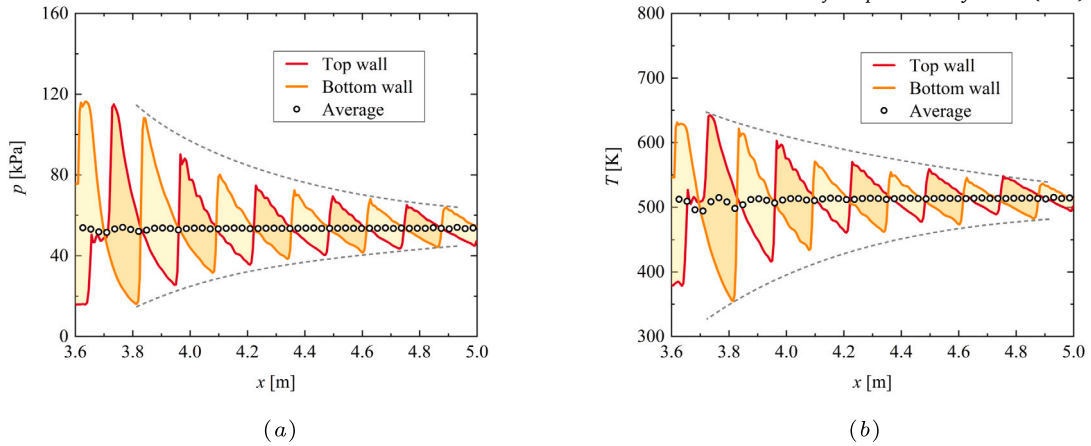 160
120
80
40
0
p [kPa]
Top wall
Bottom wall
Average
3.6 3.8 4.0 4.2 4.4 4.6 4.8 5.0
x [m]
(a)
800
700
600
500
400
300
T [K]
Top wall
Bottom wall
Average
3.6 3.8 4.0 4.2 4.4 4.6 4.8 5.0
x [m]
(b)